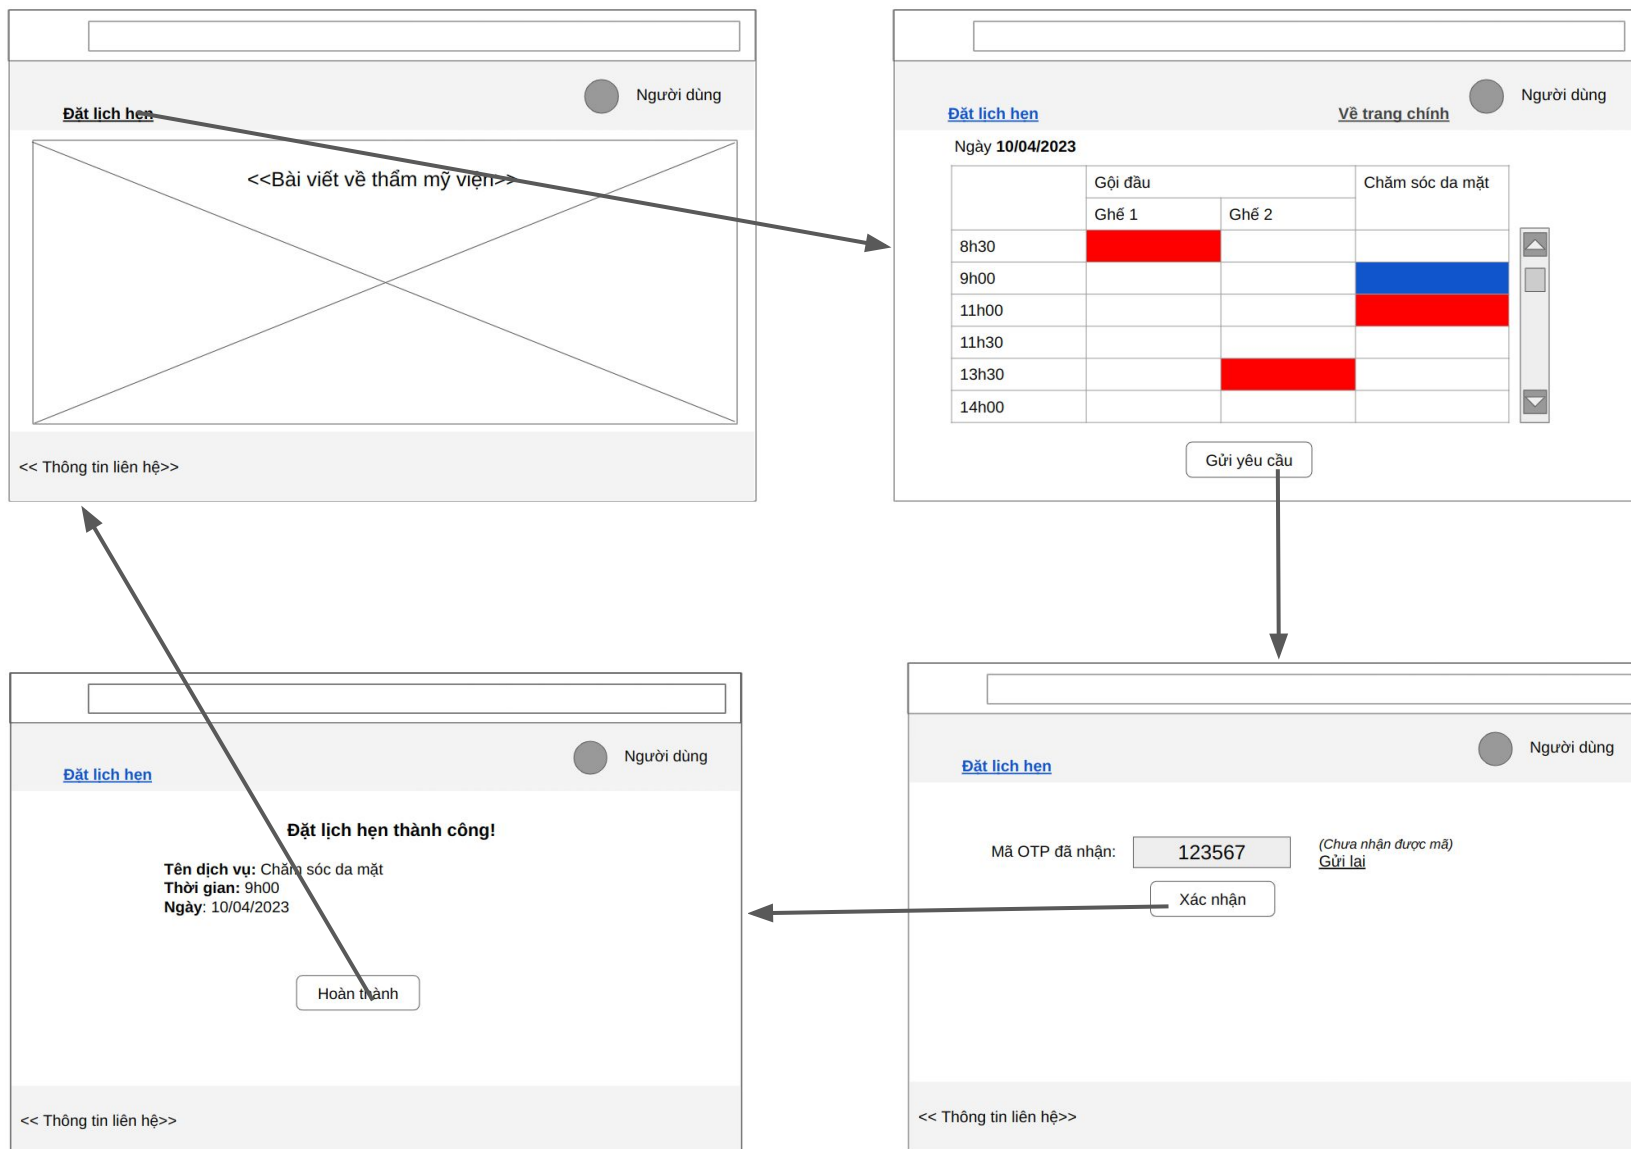 Người dùng
Đặt lịch hẹn
<<Bài viết về thẩm mỹ viện>>
<< Thông tin liên hệ>>
Người dùng
Đặt lịch hẹn
Về trang chính
Ngày 10/04/2023
Gội đầu
Chăm sóc da mặt
Ghế 1
Ghế 2
8h30
9h00
11h00
11h30
13h30
14h00
Gửi yêu cầu
Người dùng
Đặt lịch hẹn
Đặt lịch hẹn thành công!
Tên dịch vụ: Chăm sóc da mặt
Thời gian: 9h00
Ngày: 10/04/2023
Hoàn thành
<< Thông tin liên hệ>>
Người dùng
Đặt lịch hẹn
Mã OTP đã nhận:
123567
(Chưa nhận được mã)
Gửi lại
Xác nhận
<< Thông tin liên hệ>>